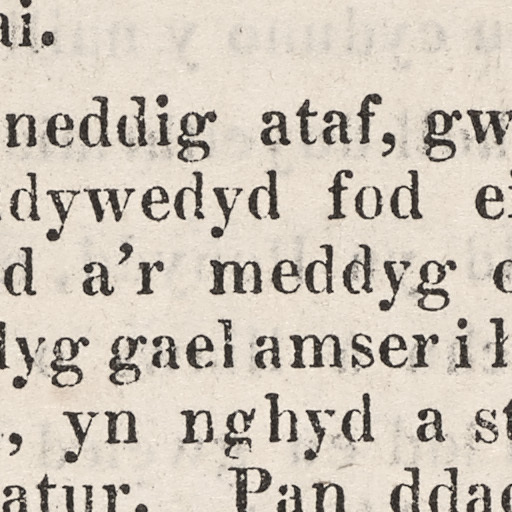 ai.
neddig ataf, gw
dywedyd fod ei
d a'r meddyg
dyg gael amser i h
, yn nghyd a st
atur. Pan ddac